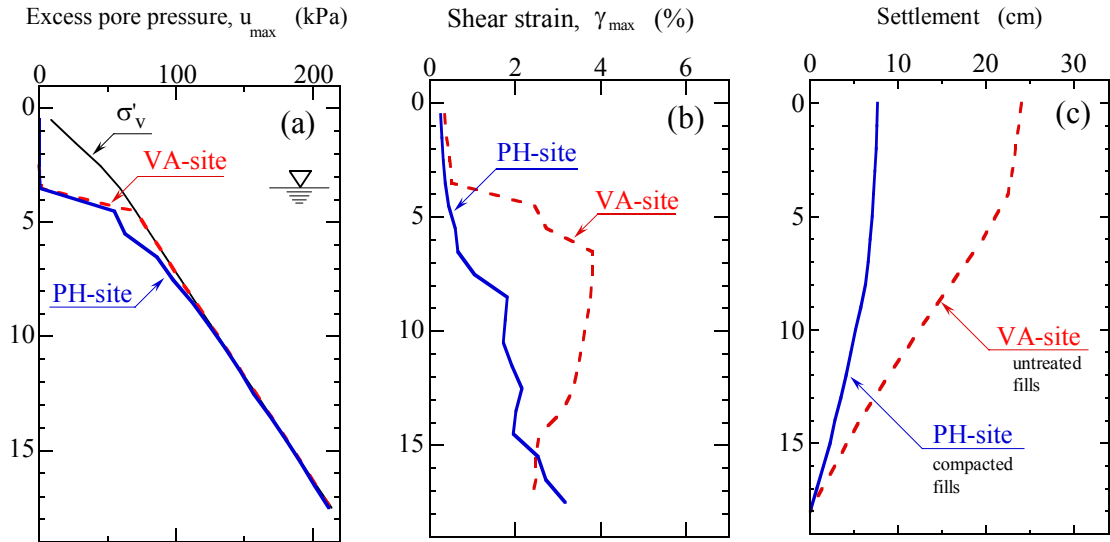 Excess pore pressure, u max (kPa)
0 100 200
0
5
10
15
(a)
σ'v
VA-site
PH-site
Shear strain, γ max (%)
0 2 4 6
0
5
10
15
(b)
PH-site
VA-site
Settlement (cm)
0 10 20 30
0
5
10
15
(c)
VA-site
untreated
fills
PH-site
compacted
fills